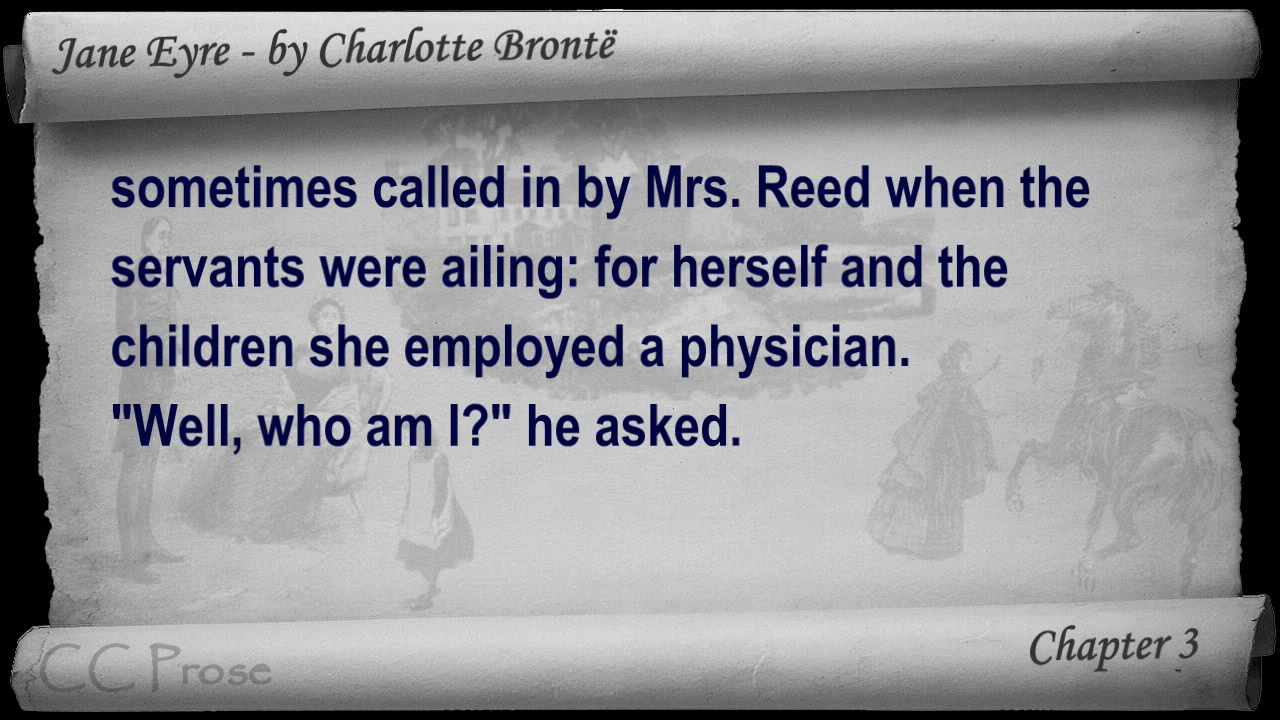 Jane Eyre - by Charlotte Brontë
sometimes called in by Mrs. Reed when the
servants were ailing: for herself and the
children she employed a physician.
"Well, who am I?" he asked.
Chapter 3
CC Prose